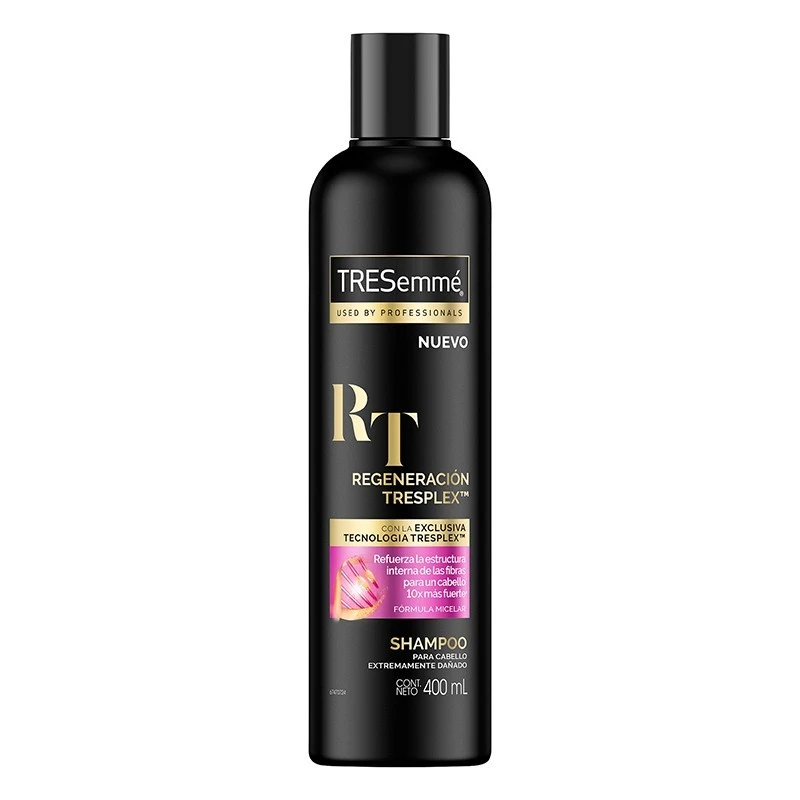 TRESemmé®
USED BY PROFESSIONALS
NUEVO
RT
REGENERACIÓN
TRESPLEX™
CON LA EXCLUSIVA
TECNOLOGIA TRESPLEX™
Refuerza la estructura
interna de las fibras
para un cabello
10x más fuerte
FÓRMULA MICELAR
SHAMPOO
PARA CABELLO
EXTREMAMENTE DAÑADO
CONT.
NETO 400 mL